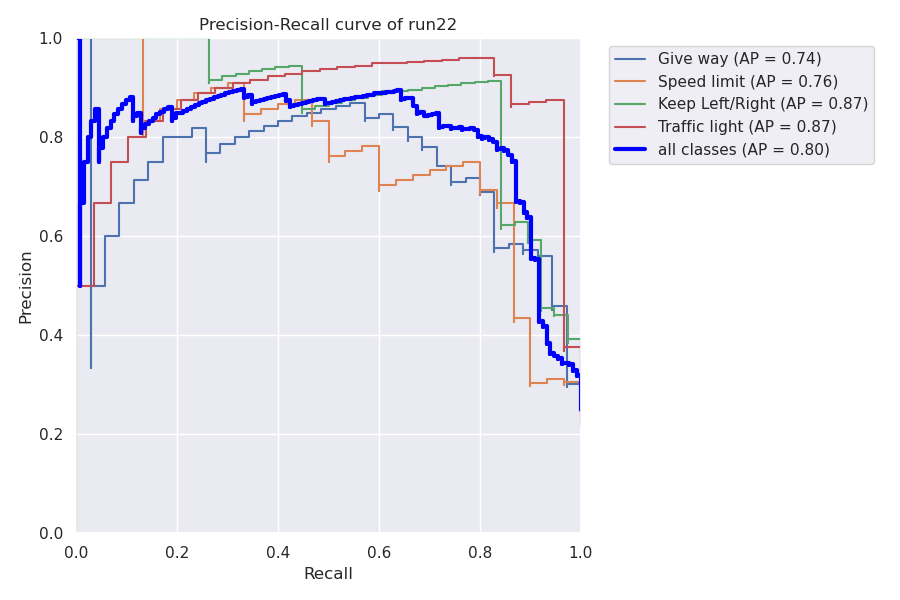 Precision-Recall curve of run22
1.0
0.8
0.6
0.4
0.2
0.0
Precision
0.0 0.2 0.4 0.6 0.8 1.0
Recall
Give way (AP = 0.74)
Speed limit (AP = 0.76)
Keep Left/Right (AP = 0.87)
Traffic light (AP = 0.87)
all classes (AP = 0.80)